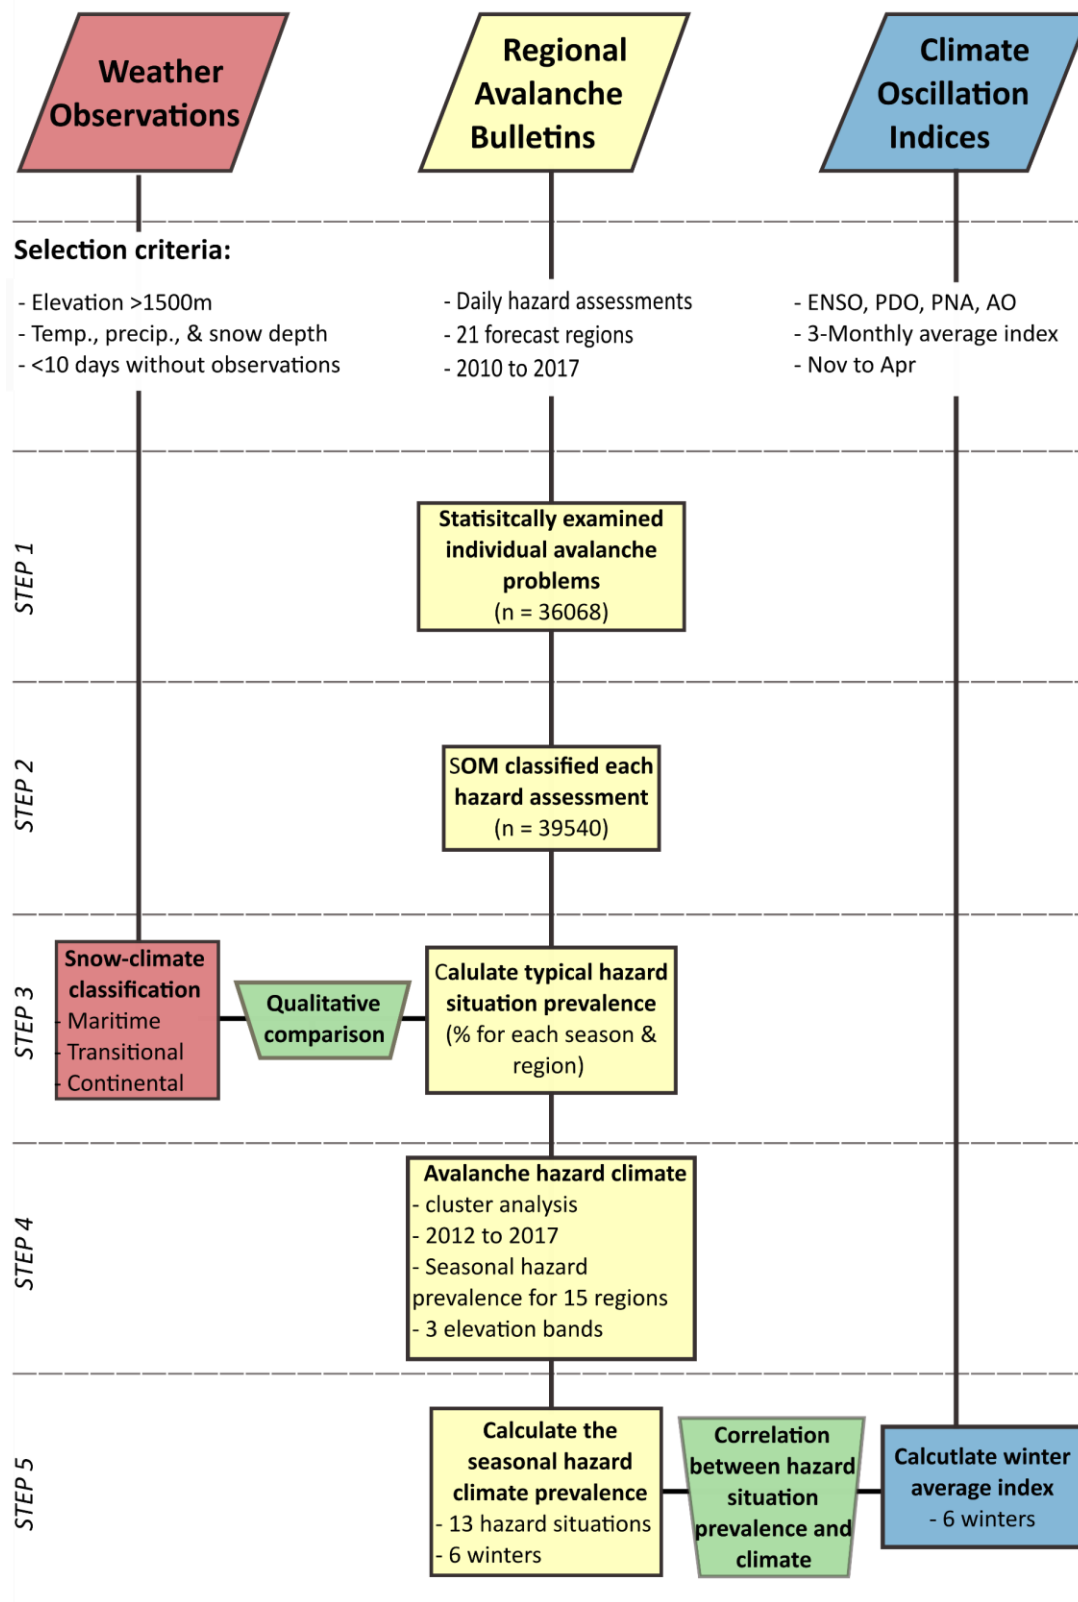 Weather
Observations
Regional
Avalanche
Bulletins
Climate
Oscillation
Indices
Selection criteria:
- Elevation >1500m
- Temp., precip., & snow depth
- <10 days without observations
- Daily hazard assessments
- 21 forecast regions
- 2010 to 2017
- ENSO, PDO, PNA, AO
- 3-Monthly average index
- Nov to Apr
STEP 1
Statisitcally examined
individual avalanche
problems
(n = 36068)
STEP 2
SOM classified each
hazard assessment
(n = 39540)
STEP 3
Snow-climate
classification
- Maritime
- Transitional
- Continental
Qualitative
comparison
Calulate typical hazard
situation prevalence
(% for each season &
region)
STEP 4
Avalanche hazard climate
- cluster analysis
- 2012 to 2017
- Seasonal hazard
prevalence for 15 regions
- 3 elevation bands
STEP 5
Calculate the
seasonal hazard
climate prevalence
- 13 hazard situations
- 6 winters
Correlation
between hazard
situation
prevalence and
climate
Calcutlate winter
average index
- 6 winters